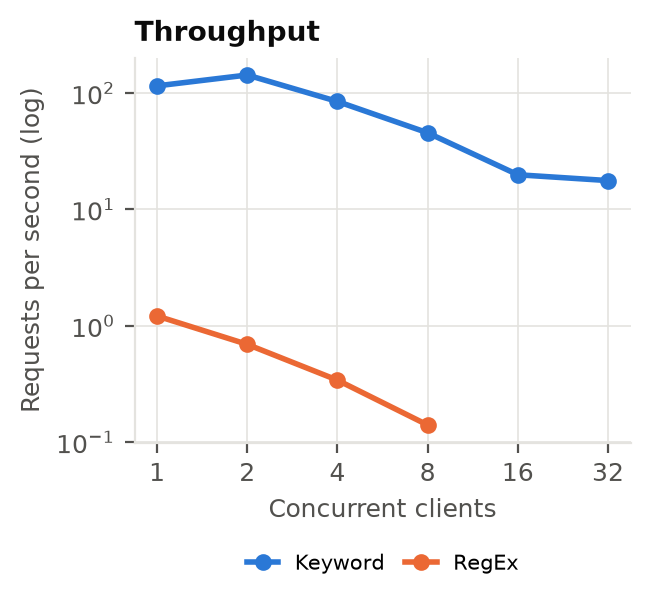 Throughput
Requests per second (log)
10²
10¹
10⁰
10⁻¹
1 2 4 8 16 32
Concurrent clients
Keyword RegEx